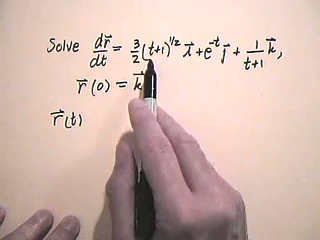 Solve dr⃗/dt = 3/2 (t+1)^1/2 i⃗ + e^-t j⃗ + 1/(t+1) k⃗,
r⃗(0) = k⃗
r⃗(t)